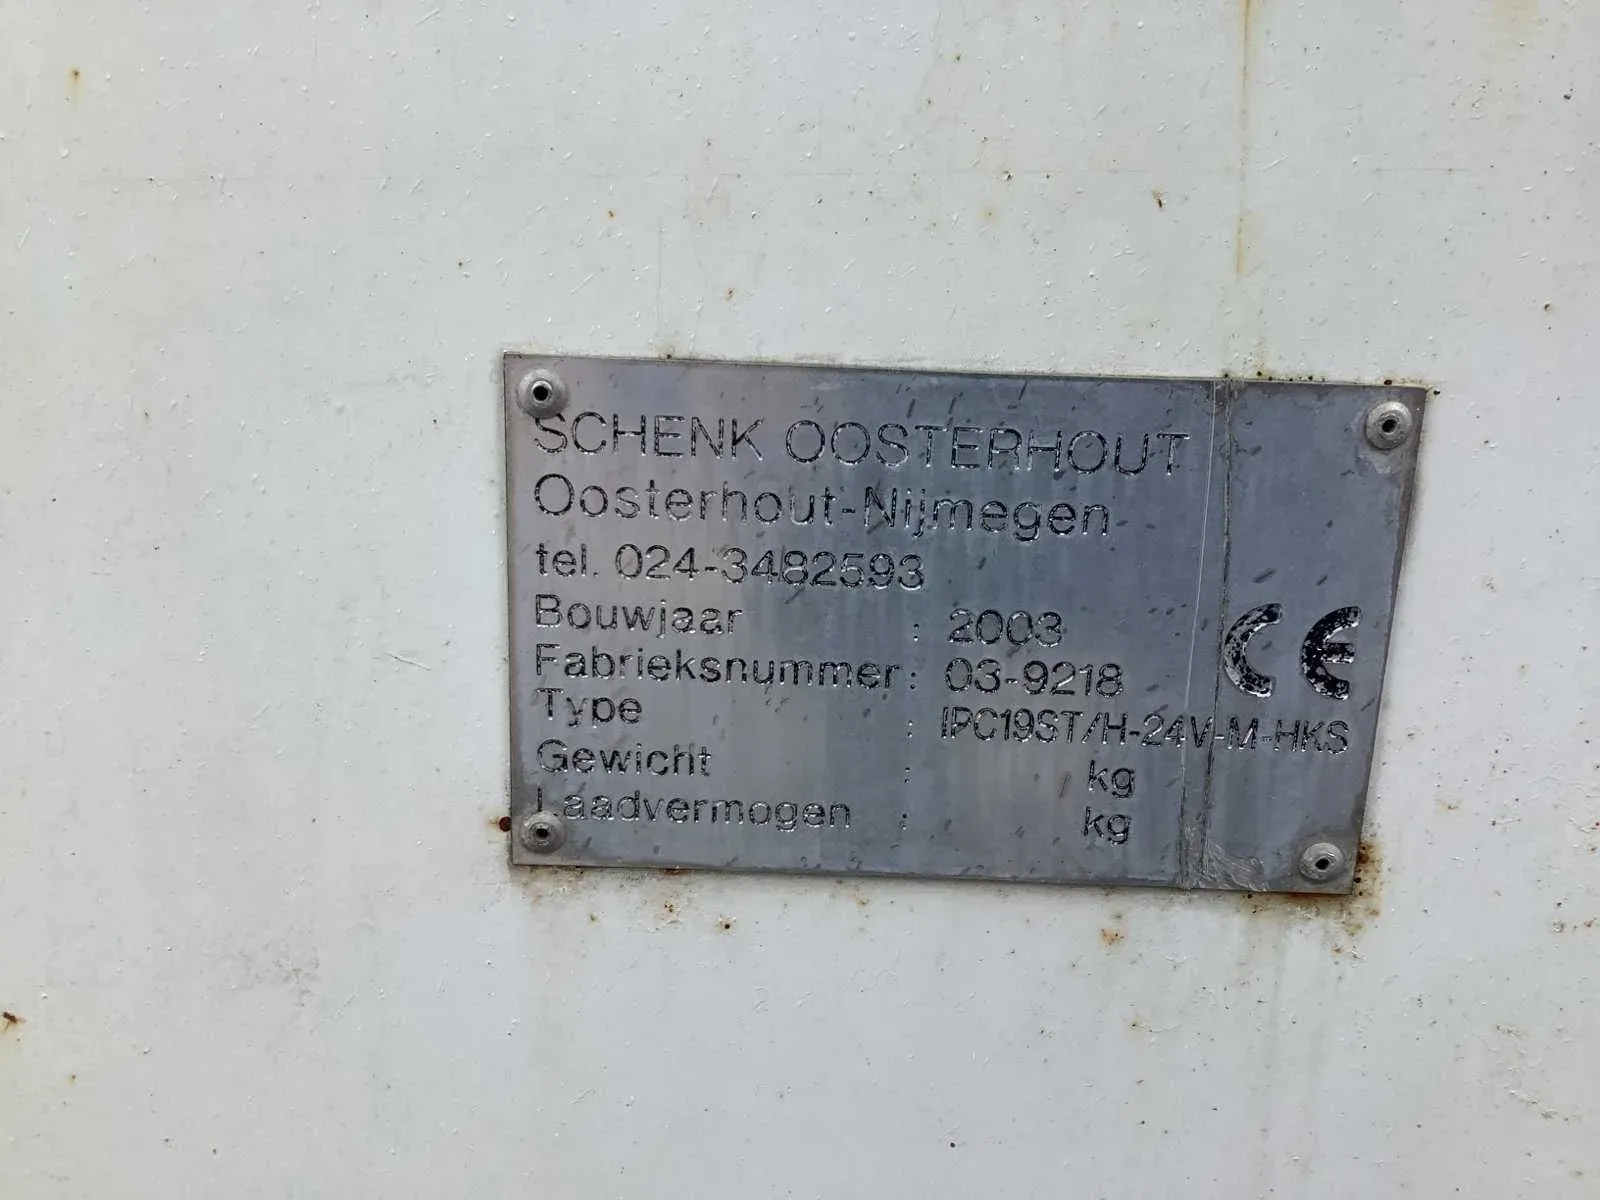 SCHENK OOSTERHOUT
Oosterhout-Nijmegen
tel. 024-3482593
Bouwjaar : 2003
Fabrieksnummer : 03-9218
Type : IPC19ST/H-24V-M-HKS
Gewicht : kg
Laadvermogen : kg
CE